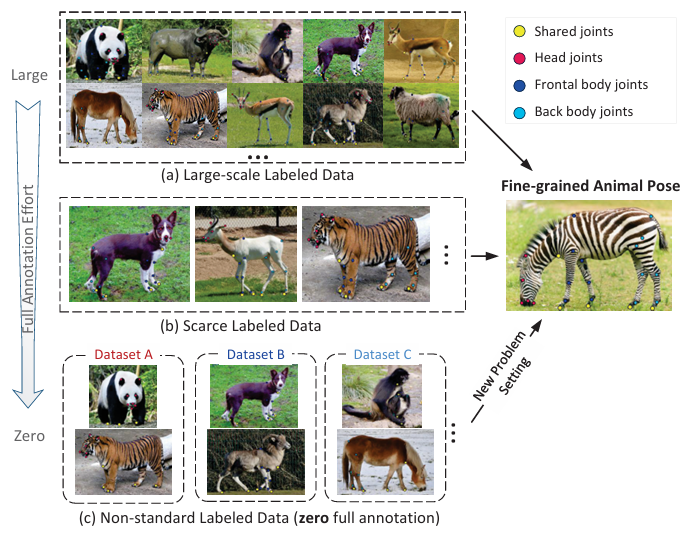 Large
Full Annotation Effort
Zero
(a) Large-scale Labeled Data
(b) Scarce Labeled Data
Dataset A
Dataset B
Dataset C
(c) Non-standard Labeled Data (zero full annotation)
Shared joints
Head joints
Frontal body joints
Back body joints
Fine-grained Animal Pose
New Problem
Setting